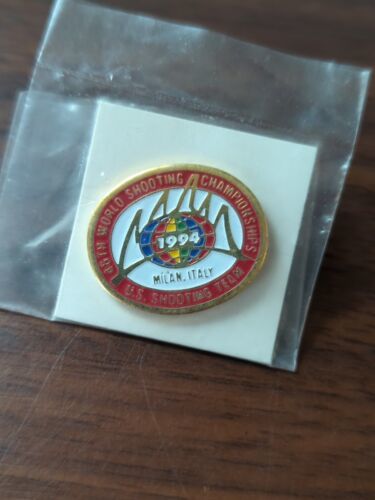 46TH WORLD SHOOTING CHAMPIONSHIPS
1994
MILAN, ITALY
U.S. SHOOTING TEAM